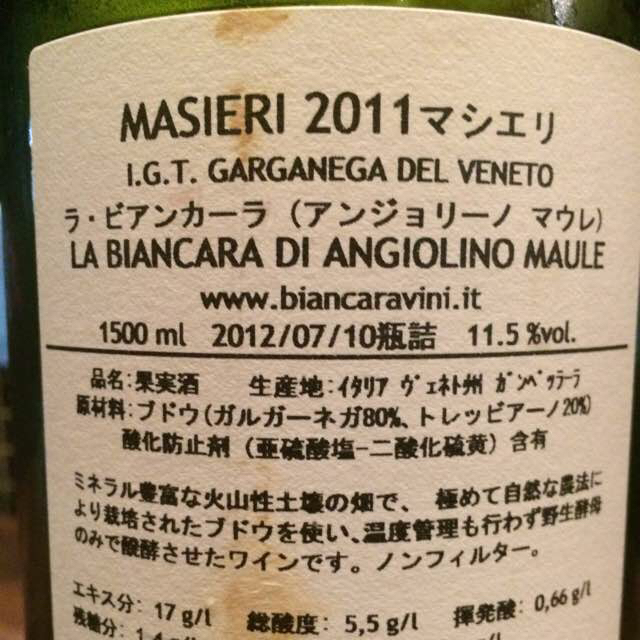 MASIERI 2011マシエリ
I.G.T. GARGANEGA DEL VENETO
ラ・ビアンカーラ（アンジョリーノ マウレ）
LA BIANCARA DI ANGIOLINO MAULE
www.biancaravini.it
1500 ml 2012/07/10瓶詰 11.5 %vol.
品名：果実酒 生産地：ｲﾀﾘｱ ｳﾞｪﾈﾄ州 ｶﾞﾝﾍﾞｯﾗｰﾗ
原材料：ブドウ（ガルガーネガ80%、トレッビアーノ20%）
酸化防止剤（亜硫酸塩-二酸化硫黄）含有
ミネラル豊富な火山性土壌の畑で、 極めて自然な農法に
より栽培されたブドウを使い、温度管理も行わず野生酵母
のみで醗酵させたワインです。ノンフィルター。
エキス分： 17 g/l 総酸度： 5,5 g/l 揮発酸： 0,66 g/l
残糖分： 1,4 g/l